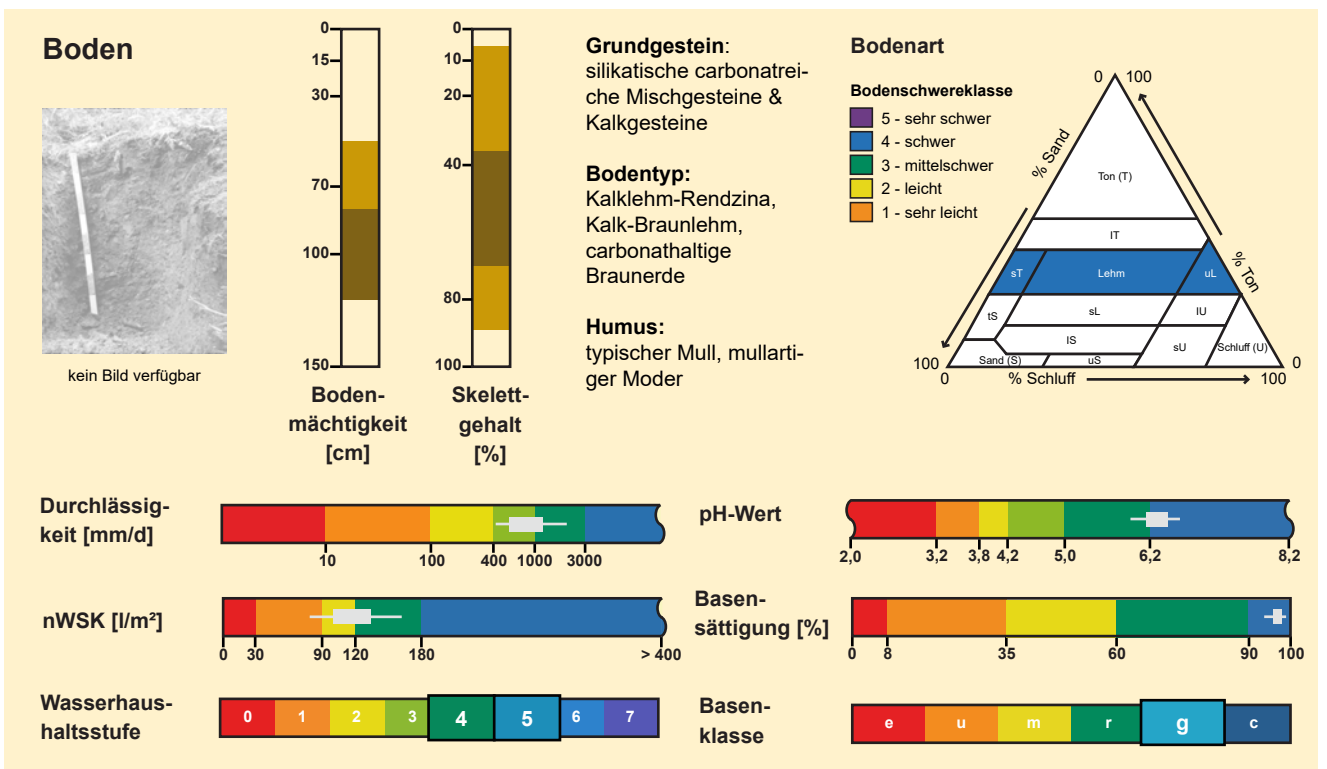 Boden
kein Bild verfügbar
0
15
30
70
100
150
Boden-
mächtigkeit
[cm]
0
10
20
40
80
100
Skelett-
gehalt
[%]
Grundgestein:
silikatische carbonatrei-
che Mischgesteine &
Kalkgesteine
Bodentyp:
Kalklehm-Rendzina,
Kalk-Braunlehm,
carbonathaltige
Braunerde
Humus:
typischer Mull, mullarti-
ger Moder
Bodenart
Bodenschwereklasse
5 - sehr schwer
4 - schwer
3 - mittelschwer
2 - leicht
1 - sehr leicht
0 100
% Sand
% Ton
Ton (T)
lT
sT Lehm uL
tS sL lU
lS
Sand (S) uS sU Schluff (U)
100 0
0 % Schluff 100
Durchlässig-
keit [mm/d]
10 100 400 1000 3000
pH-Wert
2,0 3,2 3,8 4,2 5,0 6,2 8,2
nWSK [l/m²]
0 30 90 120 180 > 400
Basen-
sättigung [%]
0 8 35 60 90 100
Wasserhaus-
haltsstufe
0 1 2 3 4 5 6 7
Basen-
klasse
e u m r g c